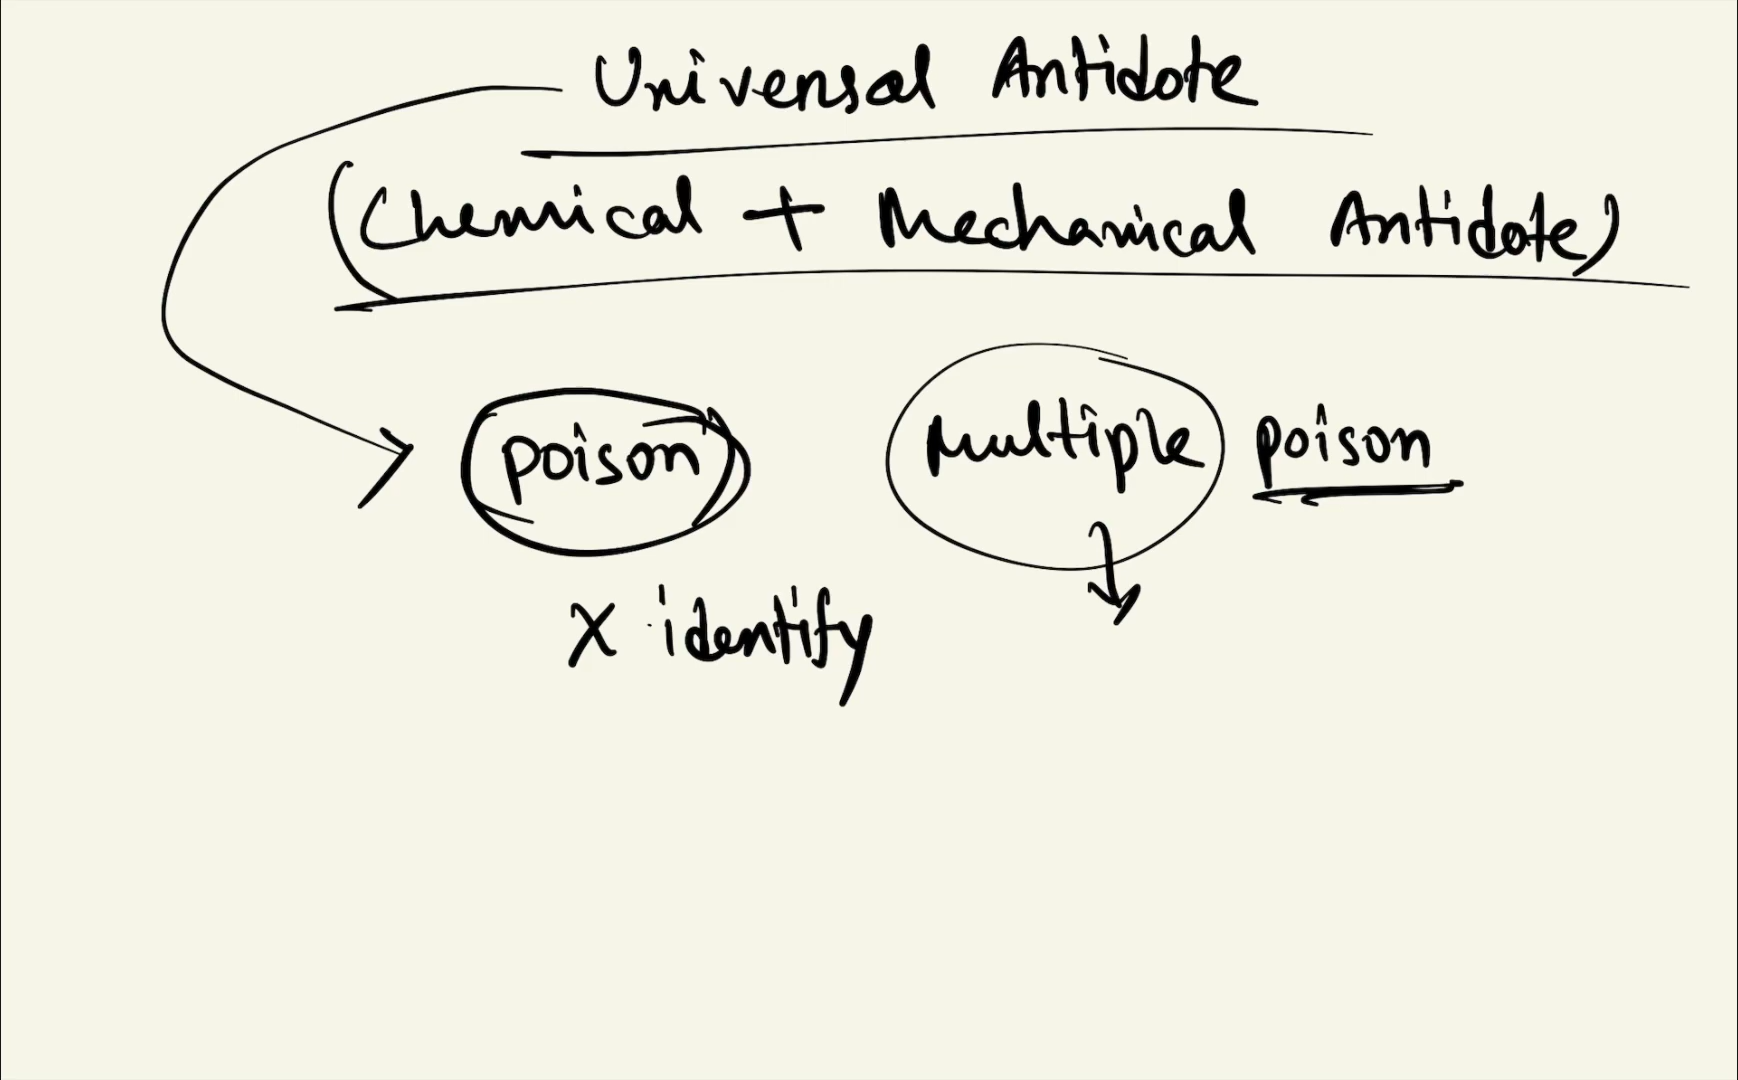 Universal Antidote
(Chemical + Mechanical Antidote)
poison
Multiple poison
X identify